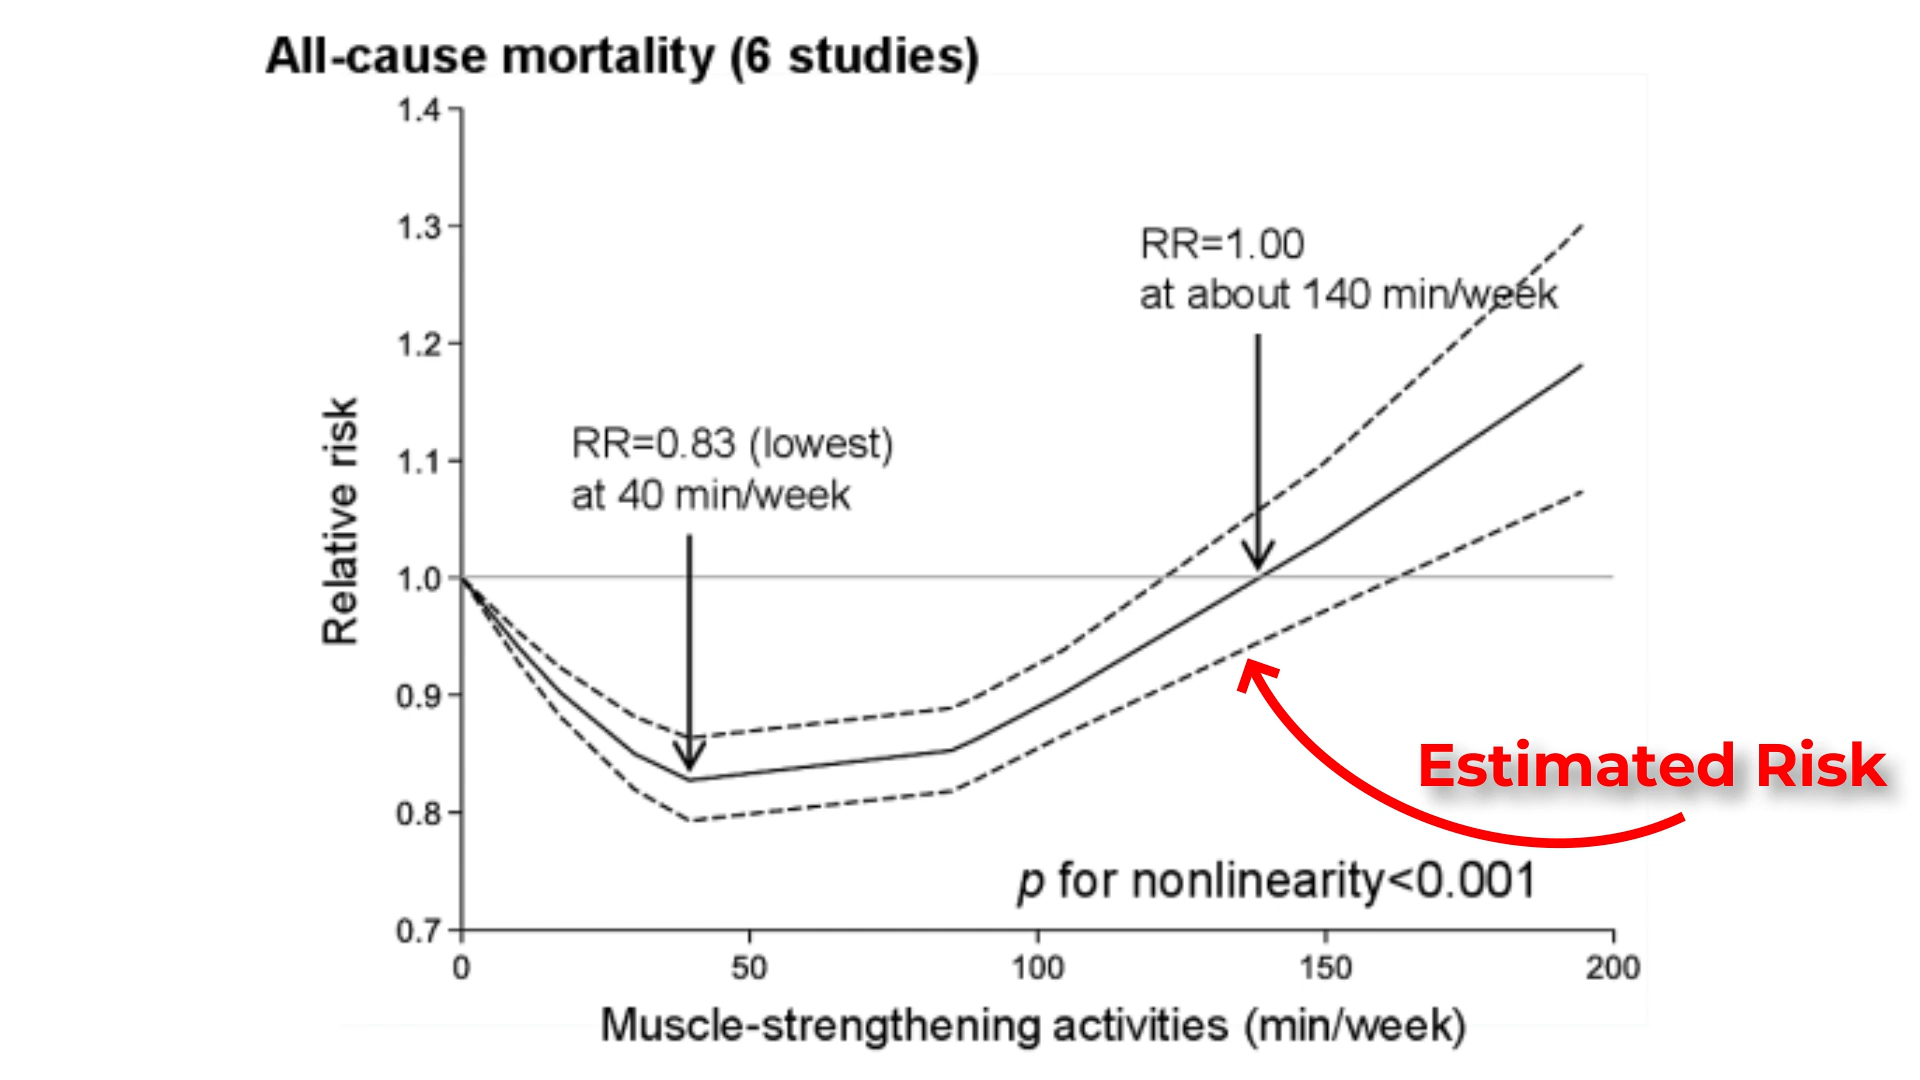 All-cause mortality (6 studies)
1.4
1.3
1.2
1.1
1.0
0.9
0.8
0.7
Relative risk
RR=1.00
at about 140 min/week
RR=0.83 (lowest)
at 40 min/week
Estimated Risk
p for nonlinearity<0.001
0 50 100 150 200
Muscle-strengthening activities (min/week)